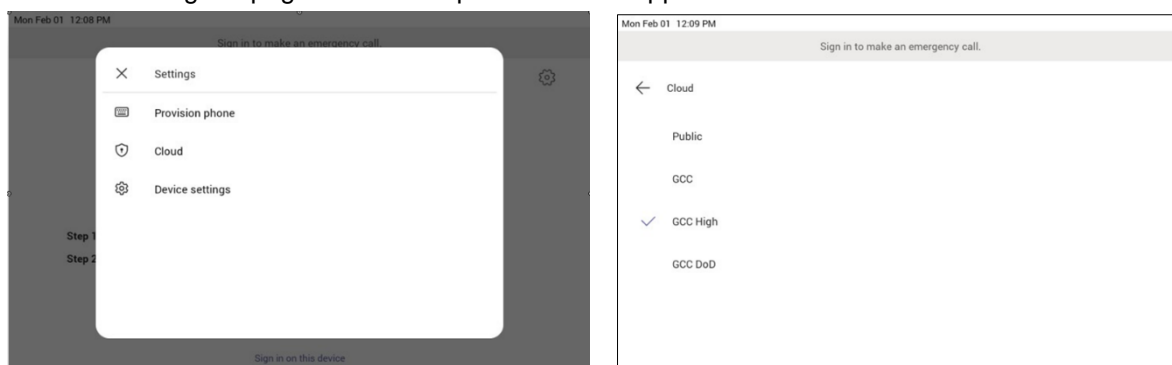 Mon Feb 01 12:08 PM
Sign in to make an emergency call.
Settings
Provision phone
Cloud
Device settings
Step 1
Step 2
Sign in on this device
Mon Feb 01 12:09 PM
Sign in to make an emergency call.
Cloud
Public
GCC
GCC High
GCC DoD